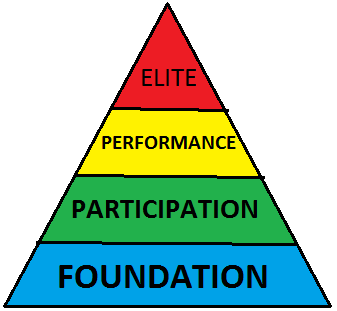 ELITE
PERFORMANCE
PARTICIPATION
FOUNDATION